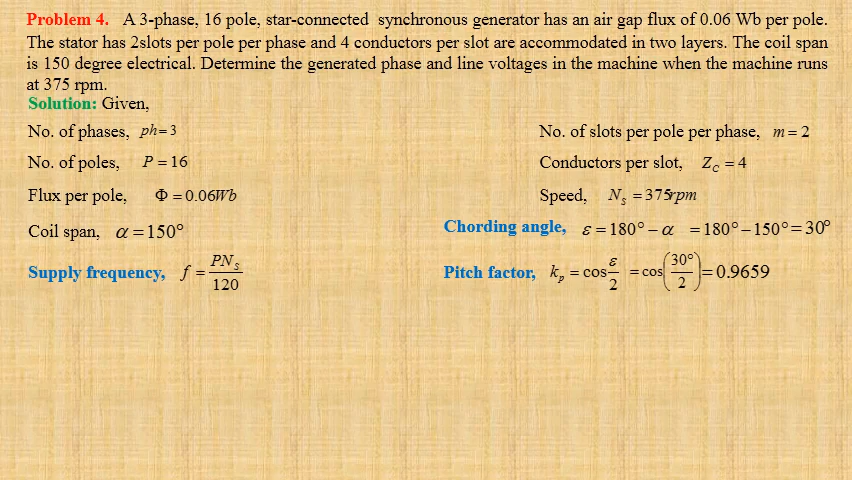 Problem 4. A 3-phase, 16 pole, star-connected synchronous generator has an air gap flux of 0.06 Wb per pole.
The stator has 2slots per pole per phase and 4 conductors per slot are accommodated in two layers. The coil span
is 150 degree electrical. Determine the generated phase and line voltages in the machine when the machine runs
at 375 rpm.
Solution: Given,
No. of phases, ph=3
No. of slots per pole per phase, m = 2
No. of poles, P = 16
Conductors per slot, Z_C = 4
Flux per pole, Φ = 0.06Wb
Speed, N_s = 375rpm
Coil span, α = 150°
Chording angle, ε = 180° − α = 180° − 150° = 30°
Supply frequency, f = PN_S / 120
Pitch factor, k_p = cos ε/2 = cos(30°/2) = 0.9659